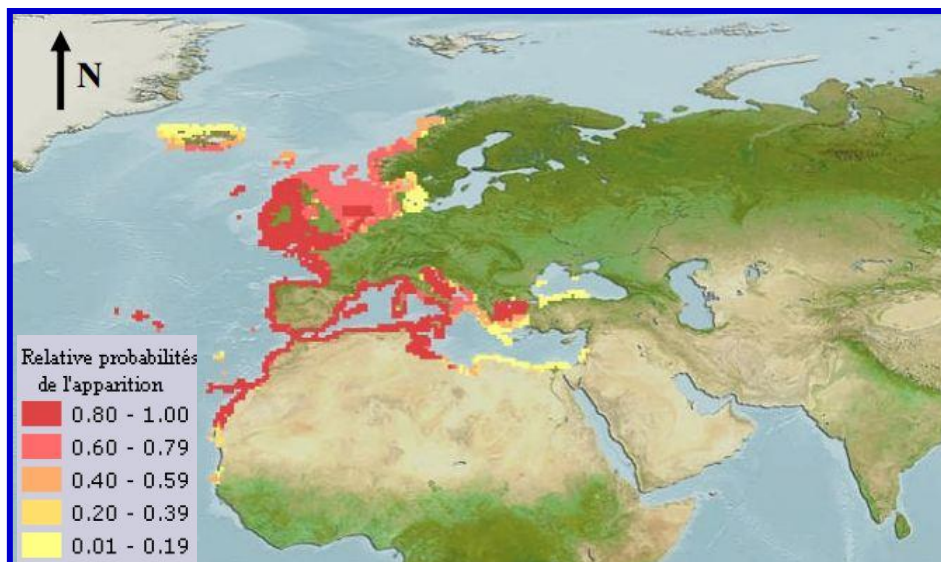 N
Relative probabilités
de l'apparition
0.80 - 1.00
0.60 - 0.79
0.40 - 0.59
0.20 - 0.39
0.01 - 0.19